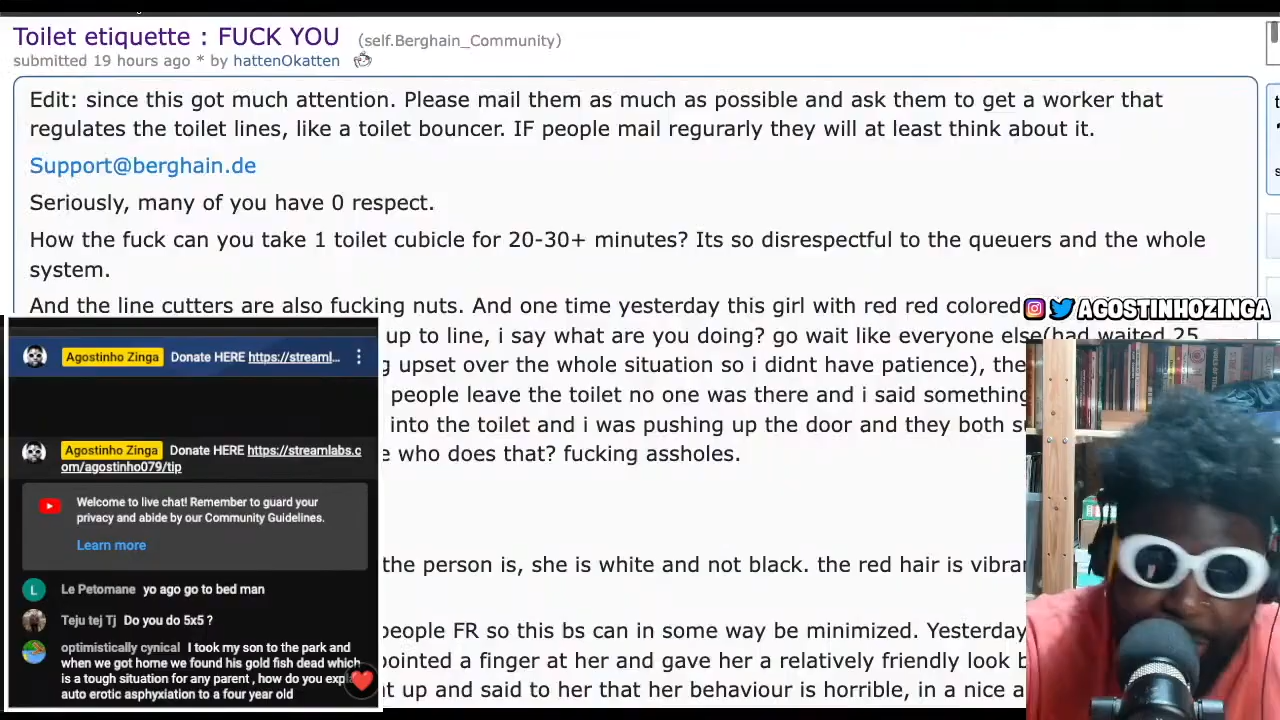 Toilet etiquette : FUCK YOU (self.Berghain_Community)
submitted 19 hours ago * by hattenOkatten
Edit: since this got much attention. Please mail them as much as possible and ask them to get a worker that
regulates the toilet lines, like a toilet bouncer. IF people mail regurarly they will at least think about it.
Support@berghain.de
Seriously, many of you have 0 respect.
How the fuck can you take 1 toilet cubicle for 20-30+ minutes? Its so disrespectful to the queuers and the whole
system.
And the line cutters are also fucking nuts. And one time yesterday this girl with red red colored
AGOSTINHOZINGA
up to line, i say what are you doing? go wait like everyone else(had waited 25
g upset over the whole situation so i didnt have patience), the
people leave the toilet no one was there and i said something
into the toilet and i was pushing up the door and they both s
e who does that? fucking assholes.
the person is, she is white and not black. the red hair is vibran
people FR so this bs can in some way be minimized. Yesterday
pointed a finger at her and gave her a relatively friendly look b
t up and said to her that her behaviour is horrible, in a nice a
Agostinho Zinga Donate HERE https://streaml...
Agostinho Zinga Donate HERE https://streamlabs.c
om/agostinho079/tip
Welcome to live chat! Remember to guard your
privacy and abide by our Community Guidelines.
Learn more
L Le Petomane yo ago go to bed man
Teju tej Tj Do you do 5x5 ?
optimistically cynical I took my son to the park and
when we got home we found his gold fish dead which
is a tough situation for any parent , how do you expl
auto erotic asphyxiation to a four year old